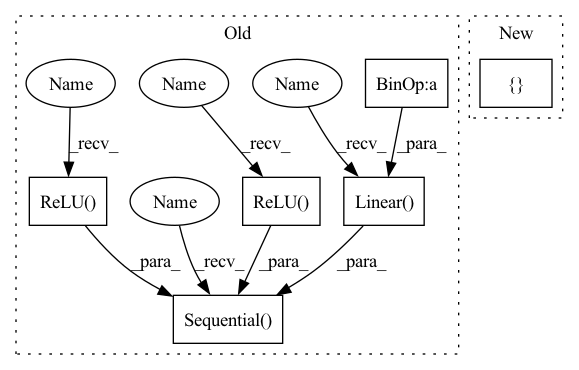 Old
New
Name
Name
Name
BinOp:a
{}
_recv_
_recv_
_recv_
_para_
ReLU()
Name
ReLU()
Linear()
_para_
_recv_
_para_
_para_
Sequential()